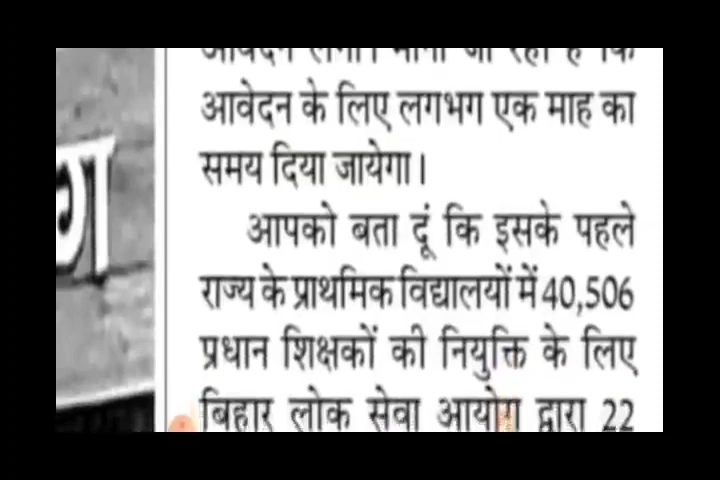 आवेदन के लिए लगभग एक माह का
समय दिया जायेगा।
आपको बता दूं कि इसके पहले
राज्य के प्राथमिक विद्यालयों में 40,506
प्रधान शिक्षकों की नियुक्ति के लिए
बिहार लोक सेवा आयोग द्वारा 22